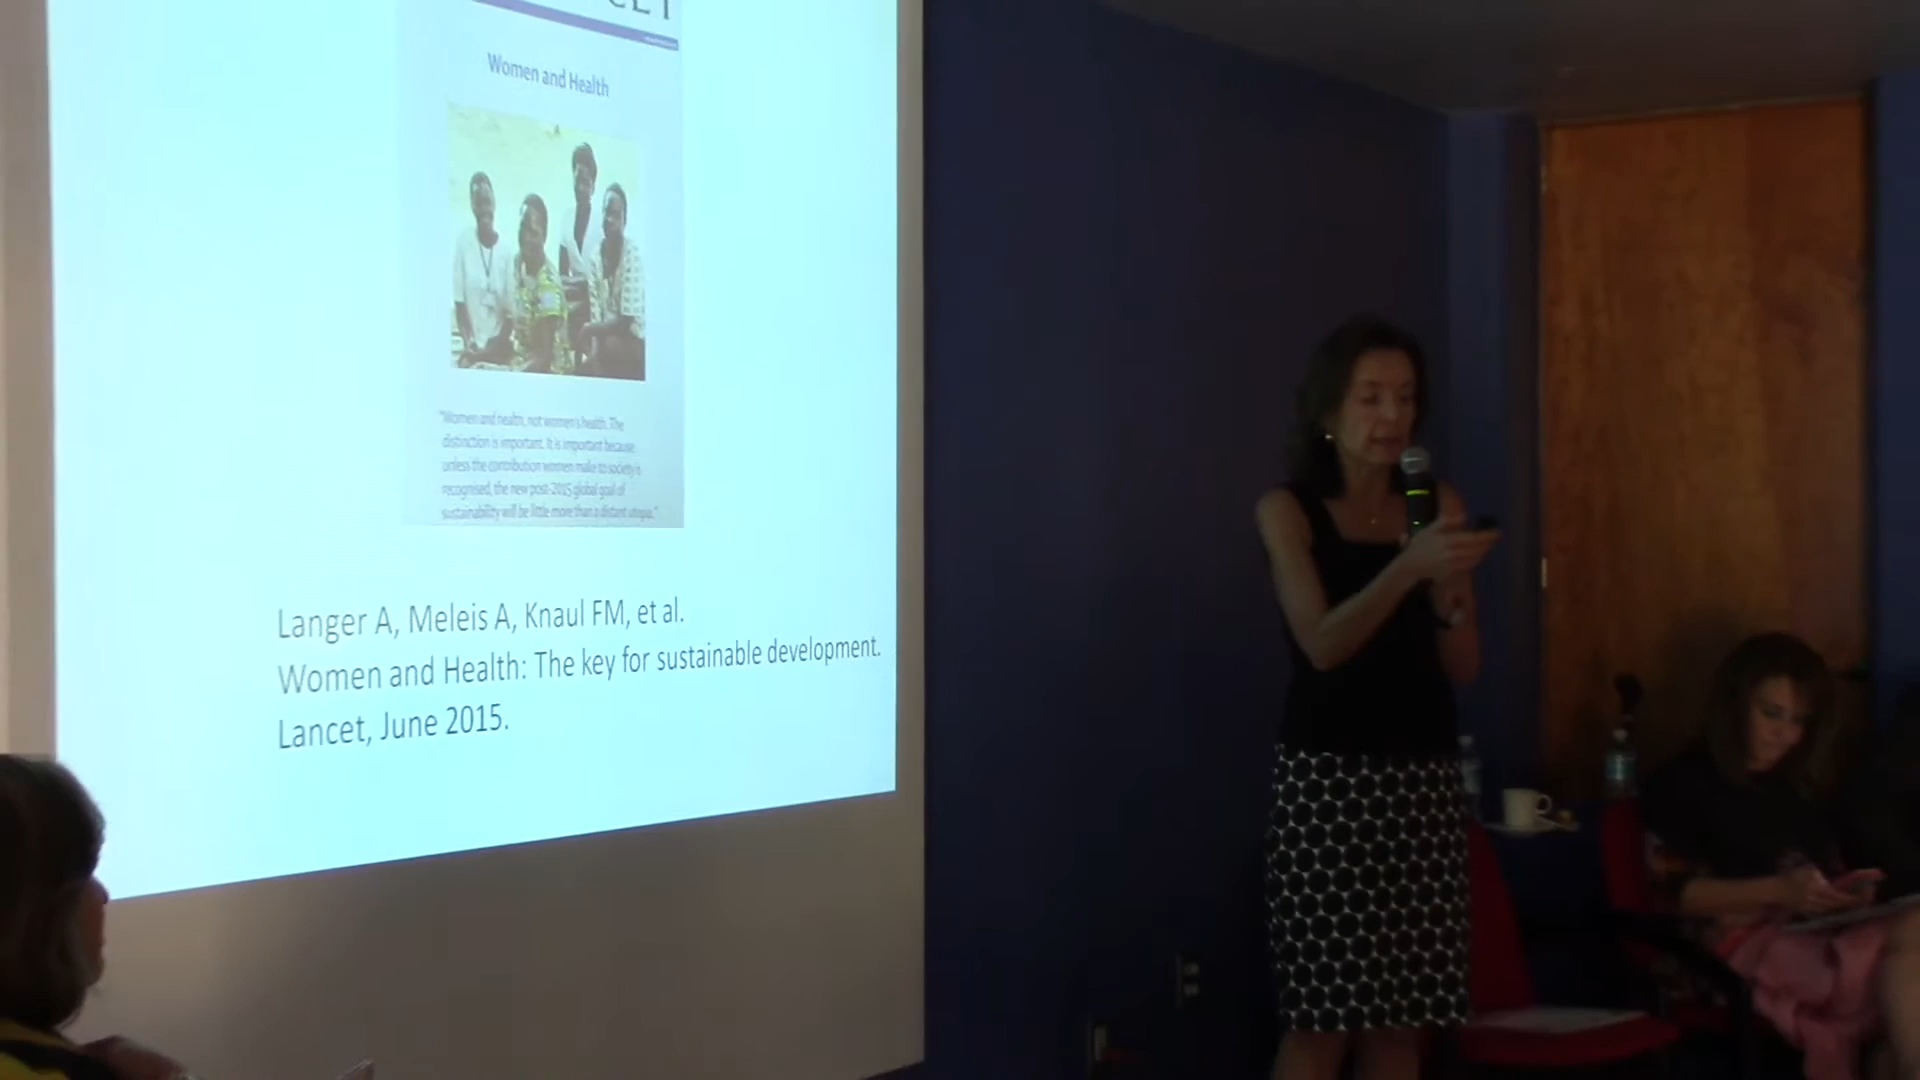 Women and Health
"Women and health, not women's health. The
distinction is important. It is important because
unless the contribution women make to society is
recognised, the new post-2015 global goal of
sustainability will be little more than a distant utopia."
Langer A, Meleis A, Knaul FM, et al.
Women and Health: The key for sustainable development.
Lancet, June 2015.